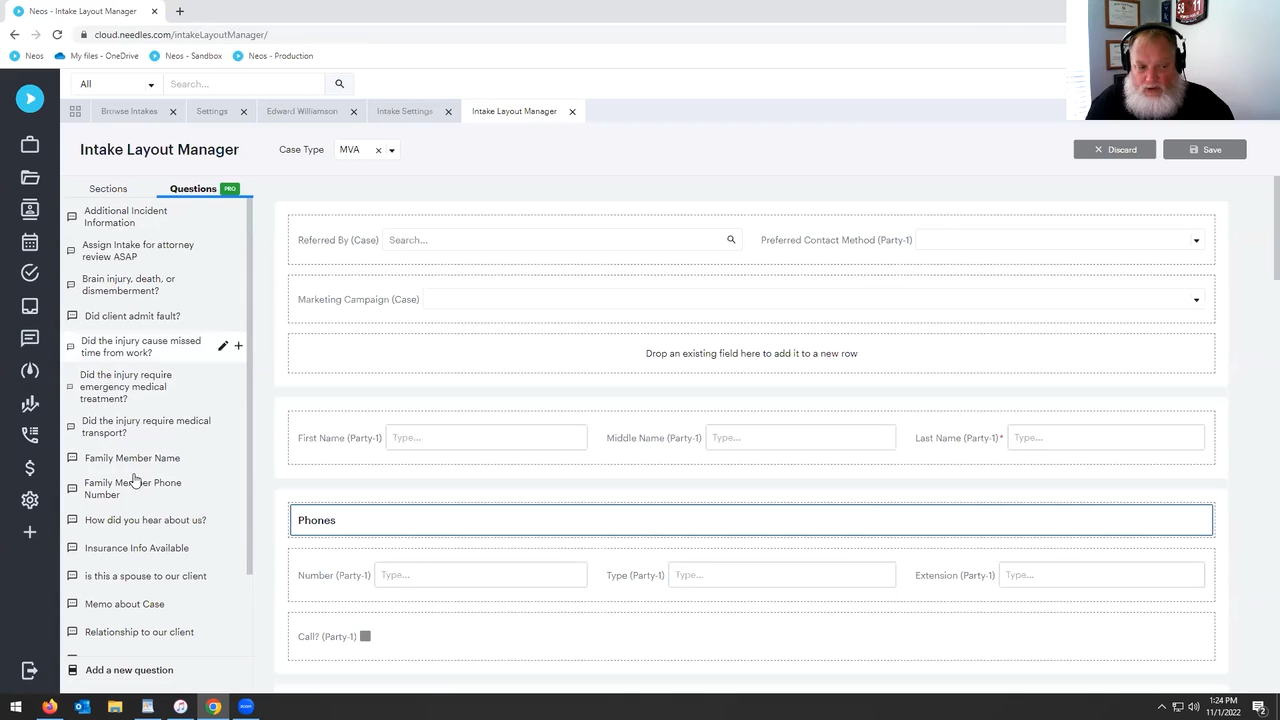 Neos - Intake Layout Manager
cloud.needles.com/intakeLayoutManager/
Neos
My files - OneDrive
Neos - Sandbox
Neos - Production
58 11
All
Search...
Browse Intakes
Settings
Edward Williamson
Intake Settings
Intake Layout Manager
Intake Layout Manager
Case Type
MVA
Discard
Save
Sections
Questions
PRO
Additional Incident
Information
Assign Intake for attorney
review ASAP
Brain injury, death, or
dismemberment?
Did client admit fault?
Did the injury cause missed
time from work?
Did the injury require
emergency medical
treatment?
Did the injury require medical
transport?
Family Member Name
Family Member Phone
Number
How did you hear about us?
Insurance Info Available
is this a spouse to our client
Memo about Case
Relationship to our client
Add a new question
Referred By (Case)
Search...
Preferred Contact Method (Party-1)
Marketing Campaign (Case)
Drop an existing field here to add it to a new row
First Name (Party-1)
Type...
Middle Name (Party-1)
Type...
Last Name (Party-1)*
Type...
Phones
Number (Party-1)
Type...
Type (Party-1)
Type...
Extension (Party-1)
Type...
Call? (Party-1)
1:24 PM
11/1/2022
2